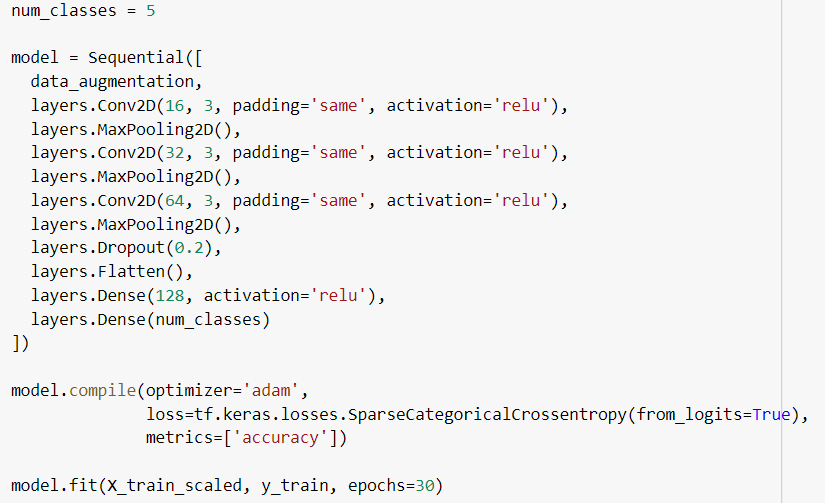 num_classes = 5
model = Sequential([
  data_augmentation,
  layers.Conv2D(16, 3, padding='same', activation='relu'),
  layers.MaxPooling2D(),
  layers.Conv2D(32, 3, padding='same', activation='relu'),
  layers.MaxPooling2D(),
  layers.Conv2D(64, 3, padding='same', activation='relu'),
  layers.MaxPooling2D(),
  layers.Dropout(0.2),
  layers.Flatten(),
  layers.Dense(128, activation='relu'),
  layers.Dense(num_classes)
])
model.compile(optimizer='adam',
              loss=tf.keras.losses.SparseCategoricalCrossentropy(from_logits=True),
              metrics=['accuracy'])
model.fit(X_train_scaled, y_train, epochs=30)